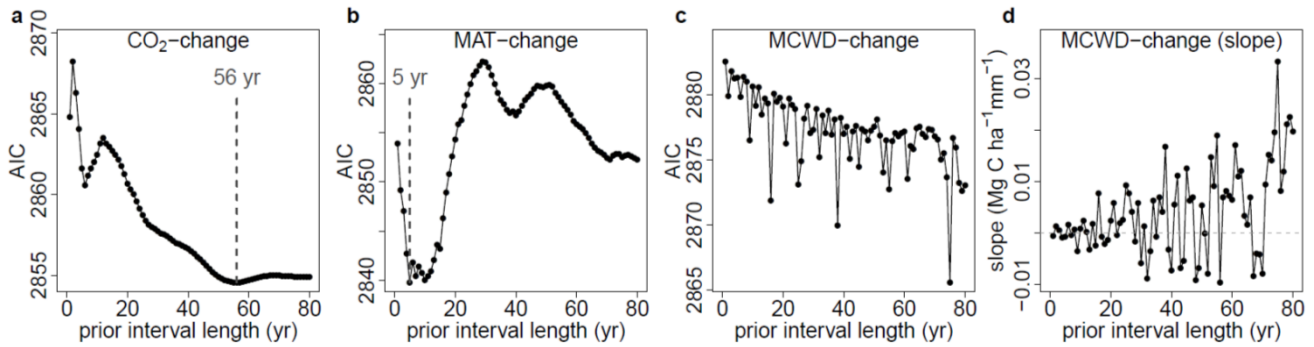 a
CO₂−change
56 yr
AIC
2855 2860 2865 2870
0 20 40 60 80
prior interval length (yr)
b
MAT−change
5 yr
AIC
2840 2850 2860
0 20 40 60 80
prior interval length (yr)
c
MCWD−change
AIC
2865 2870 2875 2880
0 20 40 60 80
prior interval length (yr)
d
MCWD−change (slope)
slope (Mg C ha⁻¹mm⁻¹)
−0.01 0.01 0.03
0 20 40 60 80
prior interval length (yr)